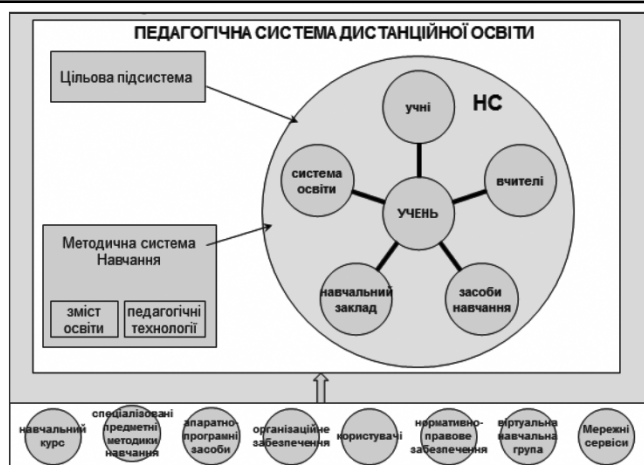 ПЕДАГОГІЧНА СИСТЕМА ДИСТАНЦІЙНОЇ ОСВІТИ
Цільова підсистема
НС
учні
система
освіти
вчителі
УЧЕНЬ
Методична система
Навчання
зміст
освіти
педагогічні
технології
навчальний
заклад
засоби
навчання
навчальний
курс
спеціалізовані
предметні
методики
навчання
апаратно-
програмні
засоби
організаційне
забезпечення
користувачі
нормативно-
правове
забезпечення
віртуальна
навчальна
група
Мережні
сервіси